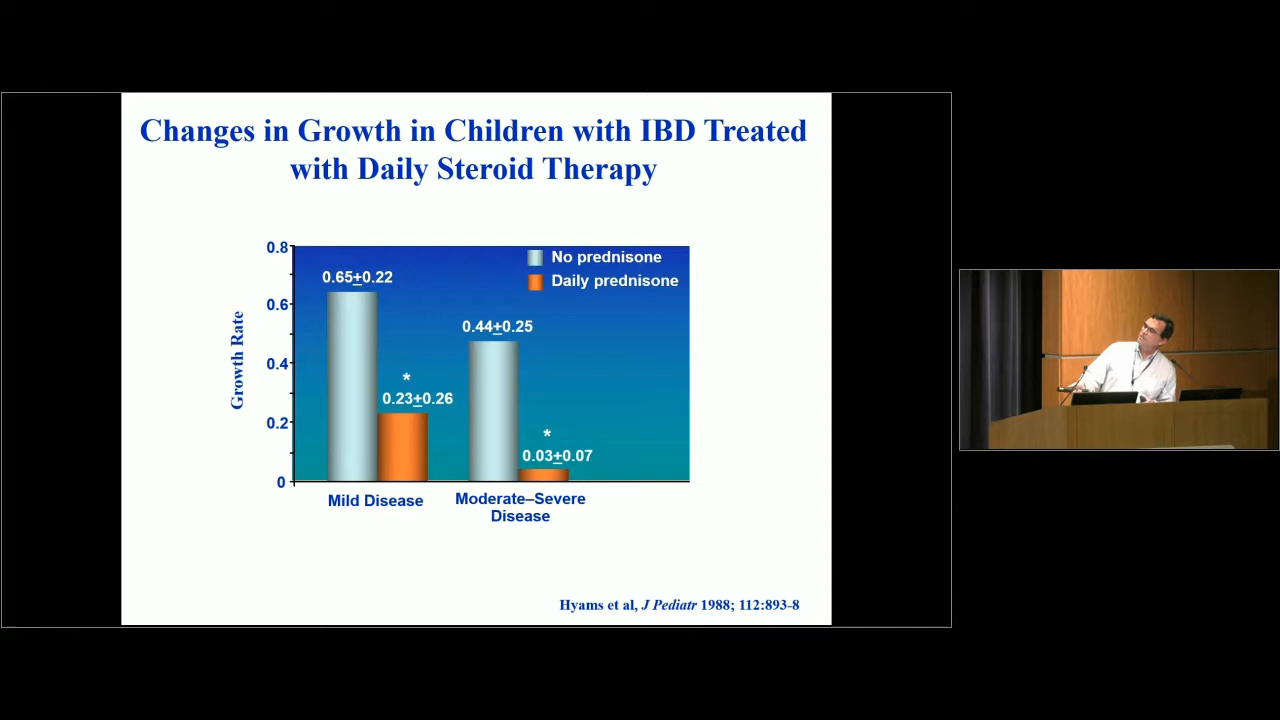 Changes in Growth in Children with IBD Treated
with Daily Steroid Therapy
Growth Rate
0.8
0.6
0.4
0.2
0
No prednisone
Daily prednisone
0.65±0.22
*
0.23±0.26
0.44±0.25
*
0.03±0.07
Mild Disease
Moderate–Severe
Disease
Hyams et al, J Pediatr 1988; 112:893-8